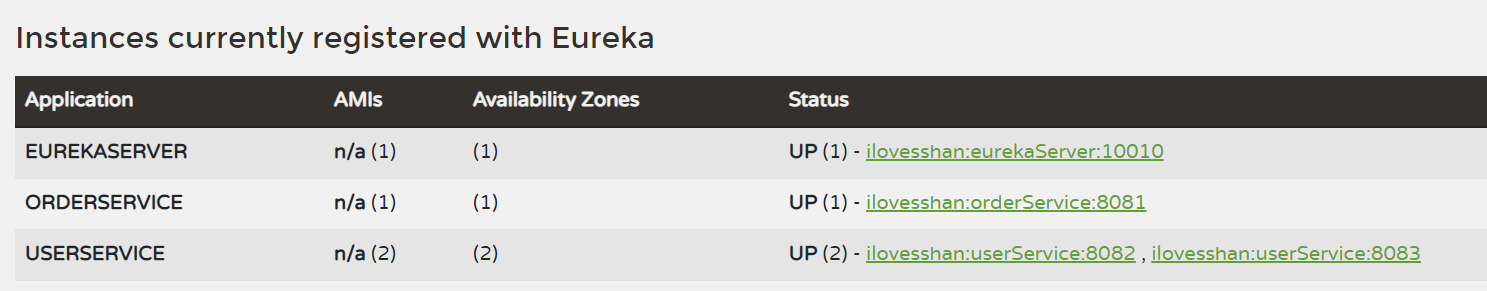 Instances currently registered with Eureka
Application AMIs Availability Zones Status
EUREKASERVER n/a (1) (1) UP (1) - ilovesshan:eurekaServer:10010
ORDERSERVICE n/a (1) (1) UP (1) - ilovesshan:orderService:8081
USERSERVICE n/a (2) (2) UP (2) - ilovesshan:userService:8082 , ilovesshan:userService:8083